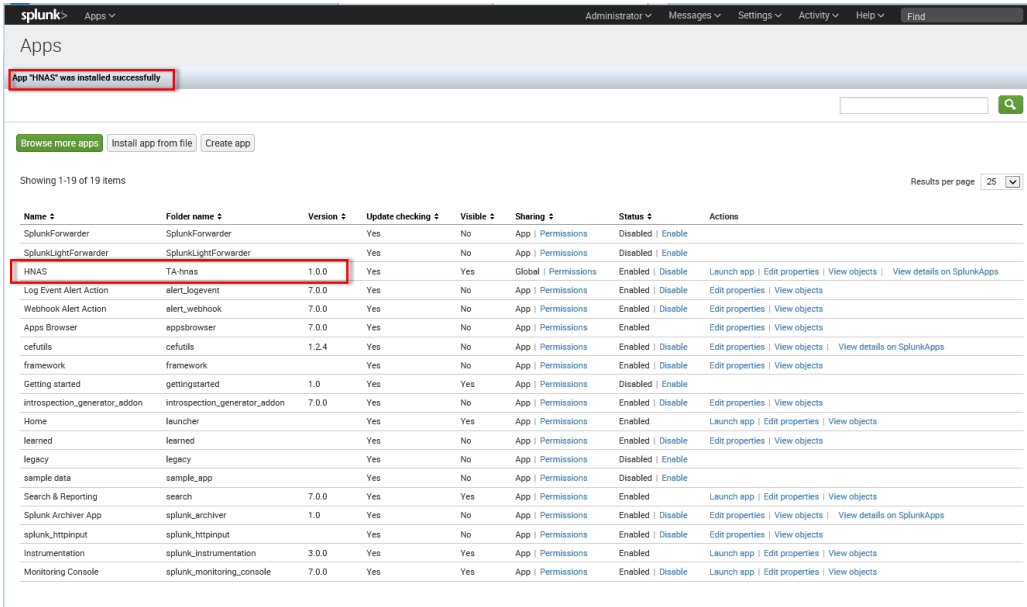 splunk> Apps Administrator Messages Settings Activity Help Find
Apps
App "HNAS" was installed successfully
Browse more apps Install app from file Create app
Showing 1-19 of 19 items Results per page 25
Name Folder name Version Update checking Visible Sharing Status Actions
SplunkForwarder SplunkForwarder Yes No App | Permissions Disabled | Enable
SplunkLightForwarder SplunkLightForwarder Yes No App | Permissions Disabled | Enable
HNAS TA-hnas 1.0.0 Yes Yes Global | Permissions Enabled | Disable Launch app | Edit properties | View objects | View details on SplunkApps
Log Event Alert Action alert_logevent 7.0.0 Yes No App | Permissions Enabled | Disable Edit properties | View objects
Webhook Alert Action alert_webhook 7.0.0 Yes No App | Permissions Enabled | Disable Edit properties | View objects
Apps Browser appsbrowser 7.0.0 Yes No App | Permissions Enabled Edit properties | View objects
cefutils cefutils 1.2.4 Yes No App | Permissions Enabled | Disable Edit properties | View objects | View details on SplunkApps
framework framework Yes No App | Permissions Enabled | Disable Edit properties | View objects
Getting started gettingstarted 1.0 Yes Yes App | Permissions Disabled | Enable
introspection_generator_addon introspection_generator_addon 7.0.0 Yes No App | Permissions Enabled | Disable Edit properties | View objects
Home launcher Yes Yes App | Permissions Enabled Launch app | Edit properties | View objects
learned learned Yes No App | Permissions Enabled | Disable Edit properties | View objects
legacy legacy Yes No App | Permissions Disabled | Enable
sample data sample_app Yes No App | Permissions Disabled | Enable
Search & Reporting search 7.0.0 Yes Yes App | Permissions Enabled Launch app | Edit properties | View objects
Splunk Archiver App splunk_archiver 1.0 Yes No App | Permissions Enabled | Disable Edit properties | View objects | View details on SplunkApps
splunk_httpinput splunk_httpinput Yes No App | Permissions Enabled | Disable Edit properties | View objects
Instrumentation splunk_instrumentation 3.0.0 Yes Yes App | Permissions Enabled Launch app | Edit properties | View objects
Monitoring Console splunk_monitoring_console 7.0.0 Yes Yes App | Permissions Enabled | Disable Launch app | Edit properties | View objects